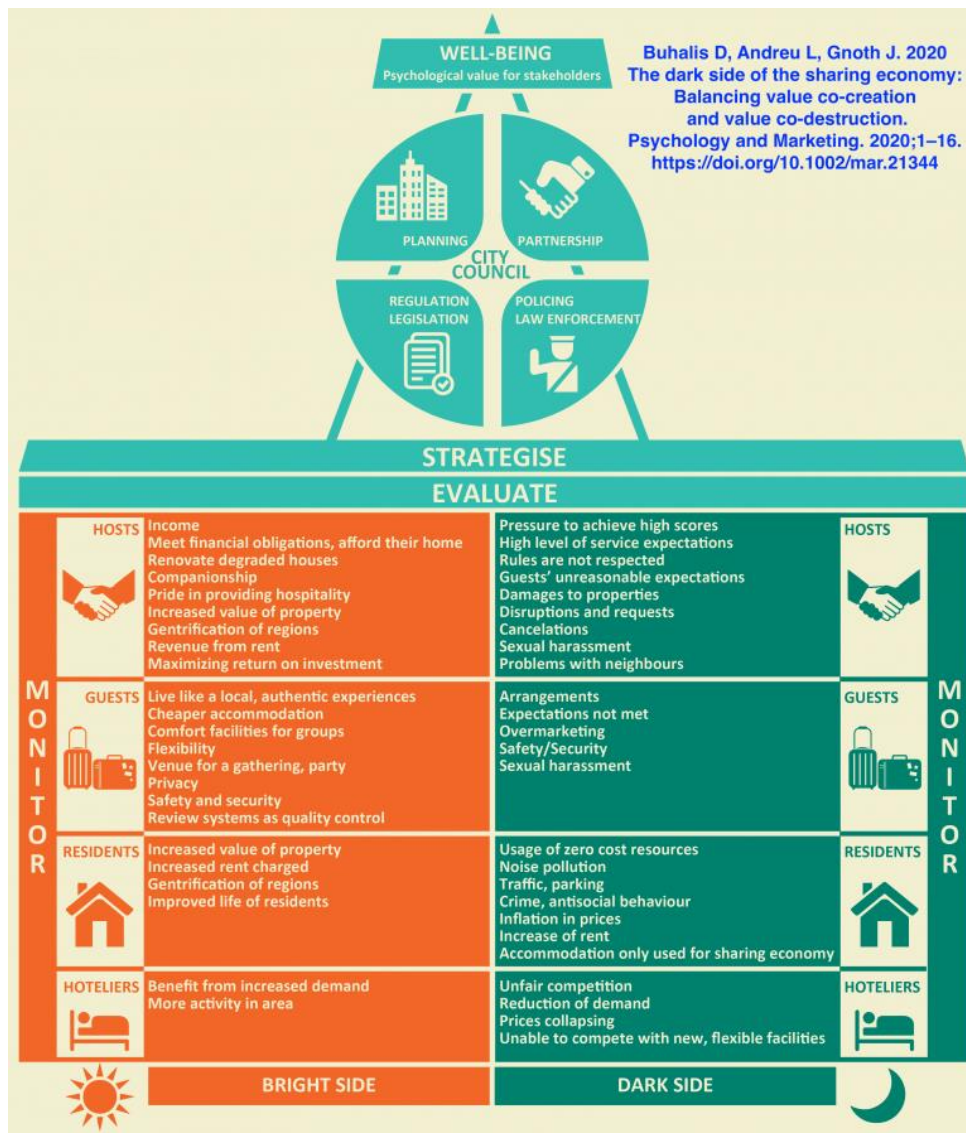 WELL-BEING
Psychological value for stakeholders
Buhalis D, Andreu L, Gnoth J. 2020
The dark side of the sharing economy:
Balancing value co-creation
and value co-destruction.
Psychology and Marketing. 2020;1–16.
https://doi.org/10.1002/mar.21344
PLANNING
PARTNERSHIP
CITY
COUNCIL
REGULATION
LEGISLATION
POLICING
LAW ENFORCEMENT
STRATEGISE
EVALUATE
MONITOR
HOSTS
Income
Meet financial obligations, afford their home
Renovate degraded houses
Companionship
Pride in providing hospitality
Increased value of property
Gentrification of regions
Revenue from rent
Maximizing return on investment
Pressure to achieve high scores
High level of service expectations
Rules are not respected
Guests' unreasonable expectations
Damages to properties
Disruptions and requests
Cancelations
Sexual harassment
Problems with neighbours
HOSTS
GUESTS
Live like a local, authentic experiences
Cheaper accommodation
Comfort facilities for groups
Flexibility
Venue for a gathering, party
Privacy
Safety and security
Review systems as quality control
Arrangements
Expectations not met
Overmarketing
Safety/Security
Sexual harassment
GUESTS
RESIDENTS
Increased value of property
Increased rent charged
Gentrification of regions
Improved life of residents
Usage of zero cost resources
Noise pollution
Traffic, parking
Crime, antisocial behaviour
Inflation in prices
Increase of rent
Accommodation only used for sharing economy
RESIDENTS
HOTELIERS
Benefit from increased demand
More activity in area
Unfair competition
Reduction of demand
Prices collapsing
Unable to compete with new, flexible facilities
HOTELIERS
MONITOR
BRIGHT SIDE
DARK SIDE